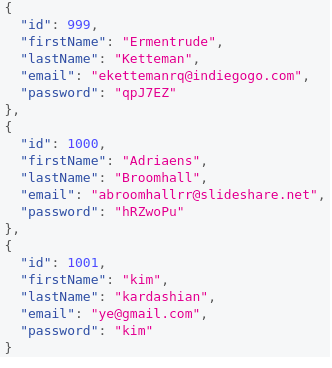 {
  "id": 999,
  "firstName": "Ermentrude",
  "lastName": "Ketteman",
  "email": "ekettemanrq@indiegogo.com",
  "password": "qpJ7EZ"
},
{
  "id": 1000,
  "firstName": "Adriaens",
  "lastName": "Broomhall",
  "email": "abroomhallrr@slideshare.net",
  "password": "hRZwoPu"
},
{
  "id": 1001,
  "firstName": "kim",
  "lastName": "kardashian",
  "email": "ye@gmail.com",
  "password": "kim"
}